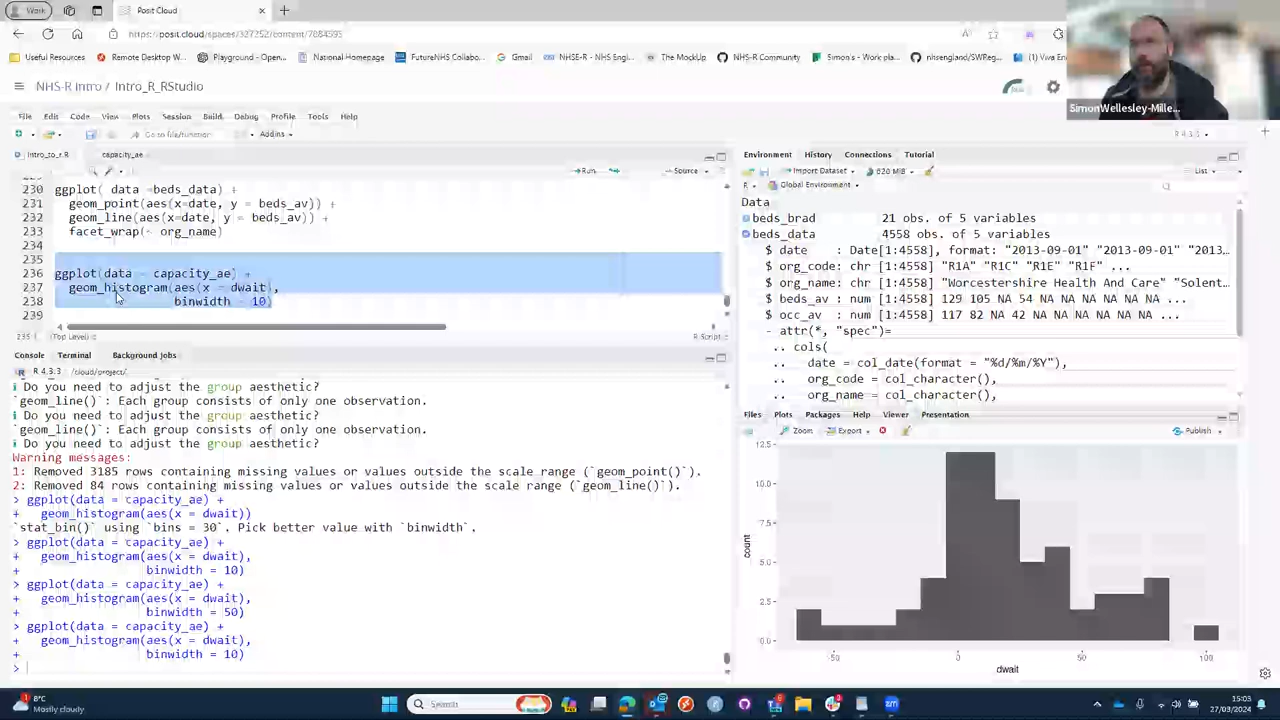 Work
Posit Cloud
https://posit.cloud/spaces/327252/content/7884595
Useful Resources
Remote Desktop W...
Playground - Open...
National-Homepage
FutureNHS Collabo...
Gmail
NHSE-R - NHS Engl...
The MockUp
NHSX GitHub
Simon's - Work pla...
nhsengland/SWReg...
NHS-R Intro / Intro_R_RStudio
SimonWellesley-Mille...
File Edit Code View Plots Session Build Debug Profile Tools Help
Go to file/function
Addins
R 4.3.3
Intro_to_r.R
capacity_ae
Run
Source
230 ggplot( data =beds_data) +
231 geom_point(aes(x=date, y = beds_av)) +
232 geom_line(aes(x=date, y = beds_av)) +
233 facet_wrap(~ org_name)
234
235
236 ggplot(data = capacity_ae) +
237 geom_histogram(aes(x = dwait),
238 binwidth = 10)
239
(Top Level)
R Script
Console Terminal Background Jobs
R 4.3.3 · /cloud/project/
i Do you need to adjust the group aesthetic?
`geom_line()`: Each group consists of only one observation.
i Do you need to adjust the group aesthetic?
`geom_line()`: Each group consists of only one observation.
i Do you need to adjust the group aesthetic?
Warning messages:
1: Removed 3185 rows containing missing values or values outside the scale range (`geom_point()`).
2: Removed 84 rows containing missing values or values outside the scale range (`geom_line()`).
> ggplot(data = capacity_ae) +
+ geom_histogram(aes(x = dwait))
`stat_bin()` using `bins = 30`. Pick better value with `binwidth`.
> ggplot(data = capacity_ae) +
+ geom_histogram(aes(x = dwait),
+ binwidth = 10)
> ggplot(data = capacity_ae) +
+ geom_histogram(aes(x = dwait),
+ binwidth = 50)
> ggplot(data = capacity_ae) +
+ geom_histogram(aes(x = dwait),
+ binwidth = 10)
>
Environment History Connections Tutorial
Import Dataset
620 MiB
List
R
Global Environment
Data
beds_brad 21 obs. of 5 variables
beds_data 4558 obs. of 5 variables
$ date : Date[1:4558], format: "2013-09-01" "2013-09-01" "2013...
$ org_code: chr [1:4558] "R1A" "R1C" "R1E" "R1F" ...
$ org_name: chr [1:4558] "Worcestershire Health And Care" "Solent...
$ beds_av : num [1:4558] 129 105 NA 54 NA NA NA NA NA NA ...
$ occ_av : num [1:4558] 117 82 NA 42 NA NA NA NA NA NA ...
- attr(*, "spec")=
.. cols(
.. date = col_date(format = "%d/%m/%Y"),
.. org_code = col_character(),
.. org_name = col_character(),
Files Plots Packages Help Viewer Presentation
Zoom
Export
Publish
12.5
10.0
7.5
5.0
2.5
0.0
count
-50
0
50
100
dwait
8°C
Mostly cloudy
Search
15:03
27/03/2024